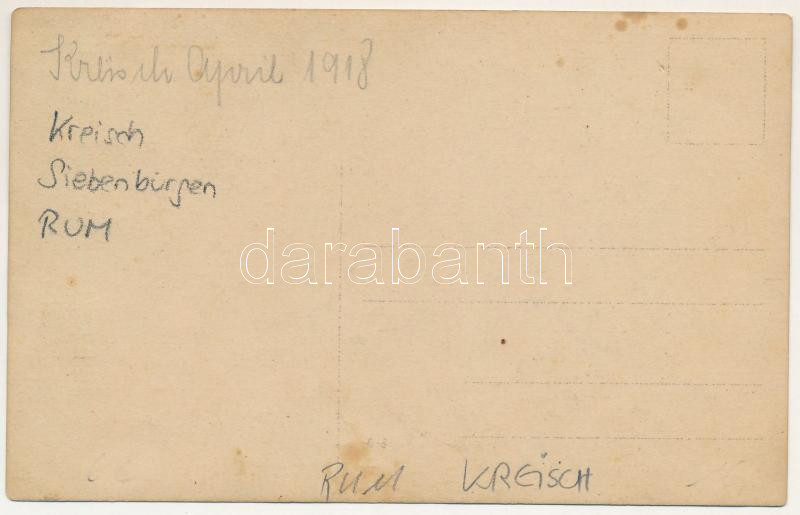 Kreisch April 1918
Kreisch
Siebenbürgen
RUM
darabanth
RUM KREiSCH